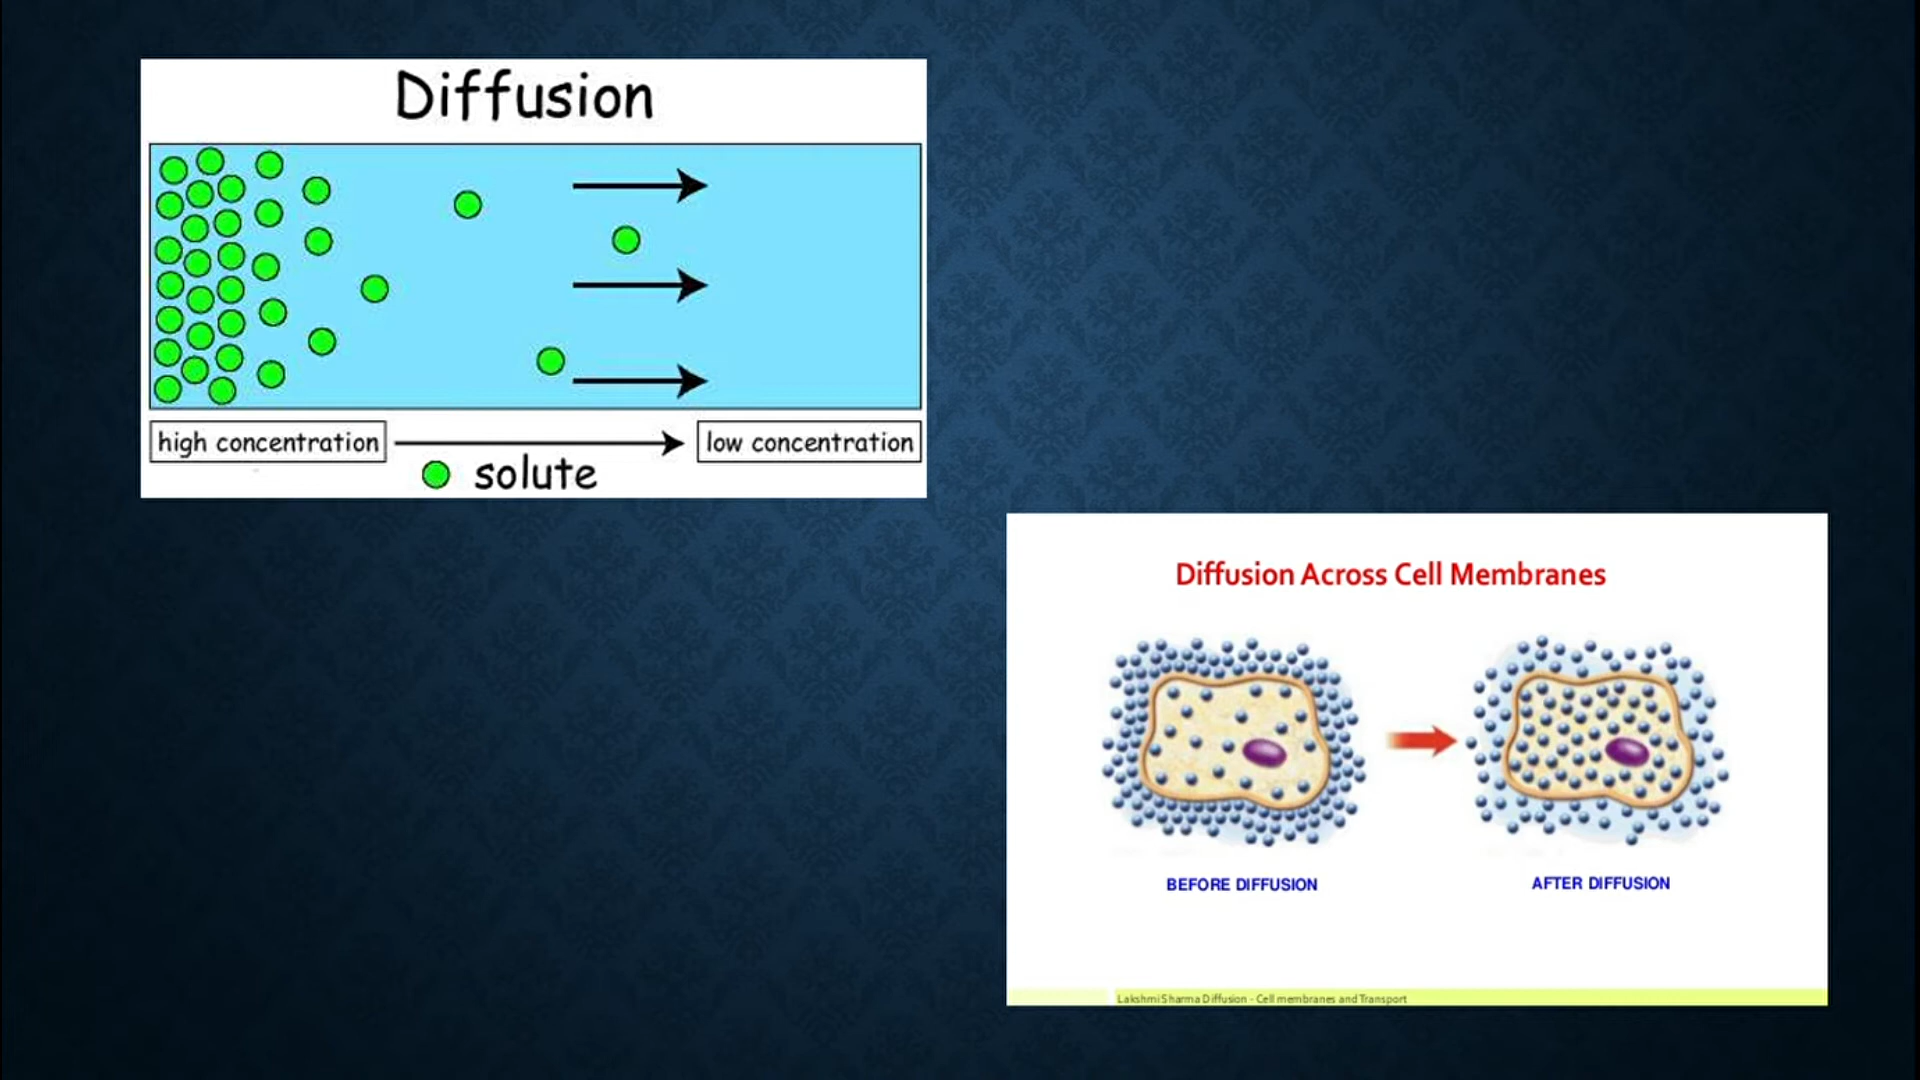 Diffusion
high concentration
low concentration
solute
Diffusion Across Cell Membranes
BEFORE DIFFUSION
AFTER DIFFUSION
Lakshmi Sharma Diffusion - Cell membranes and Transport